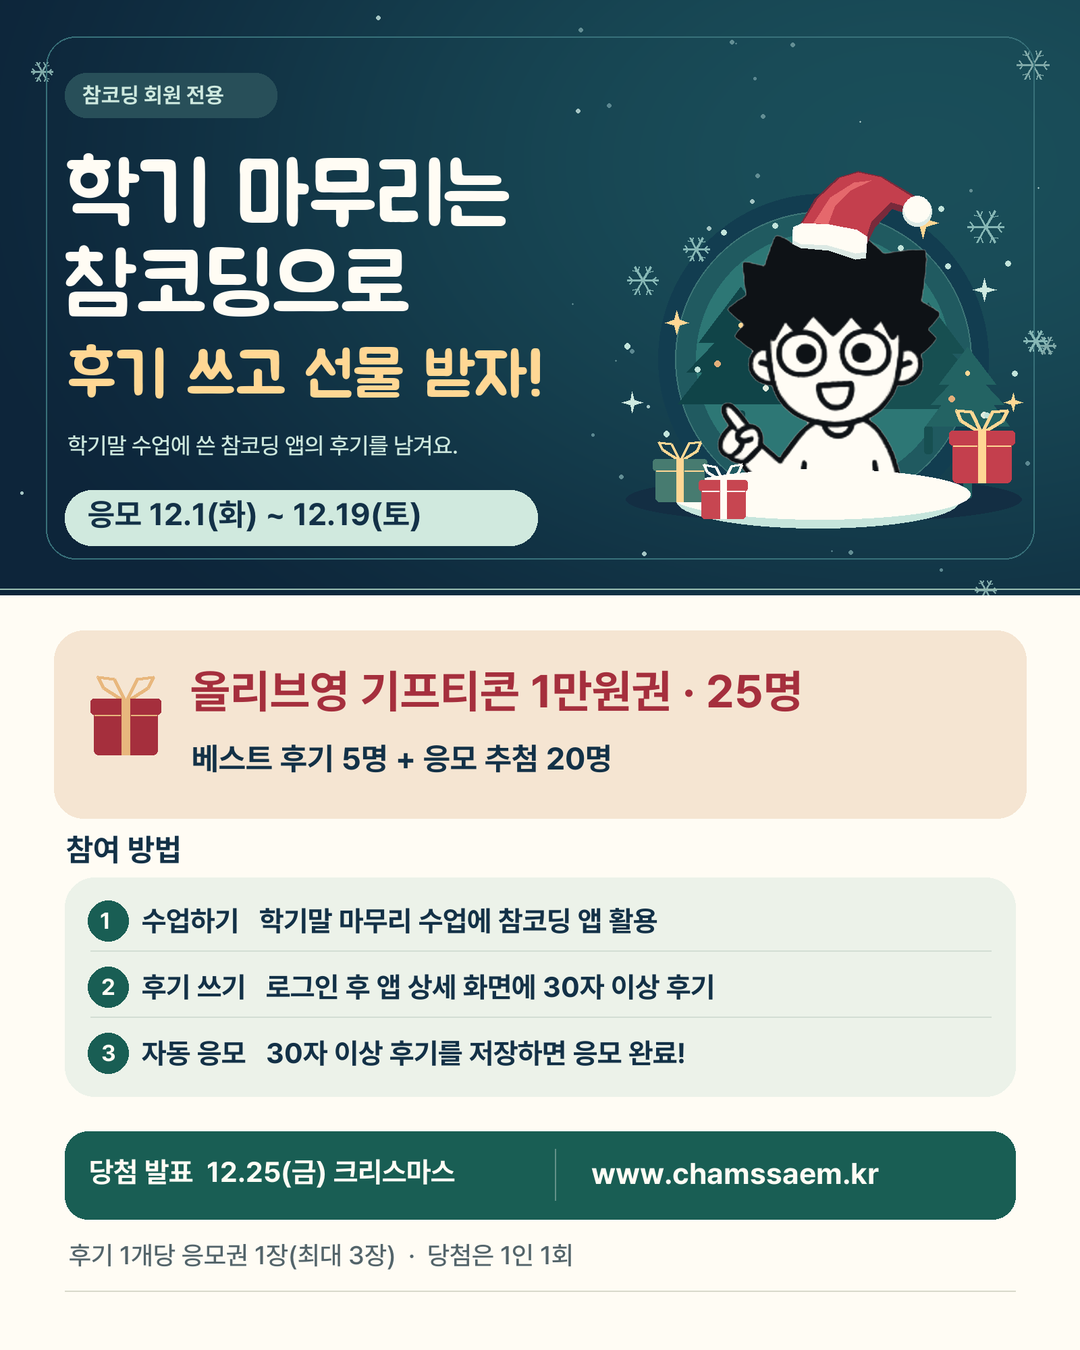 참코딩 회원 전용
학기 마무리는
참코딩으로
후기 쓰고 선물 받자!
학기말 수업에 쓴 참코딩 앱의 후기를 남겨요.
응모 12.1(화) ~ 12.19(토)
올리브영 기프티콘 1만원권 · 25명
베스트 후기 5명 + 응모 추첨 20명
참여 방법
1 수업하기 학기말 마무리 수업에 참코딩 앱 활용
2 후기 쓰기 로그인 후 앱 상세 화면에 30자 이상 후기
3 자동 응모 30자 이상 후기를 저장하면 응모 완료!
당첨 발표 12.25(금) 크리스마스
www.chamssaem.kr
후기 1개당 응모권 1장(최대 3장) · 당첨은 1인 1회